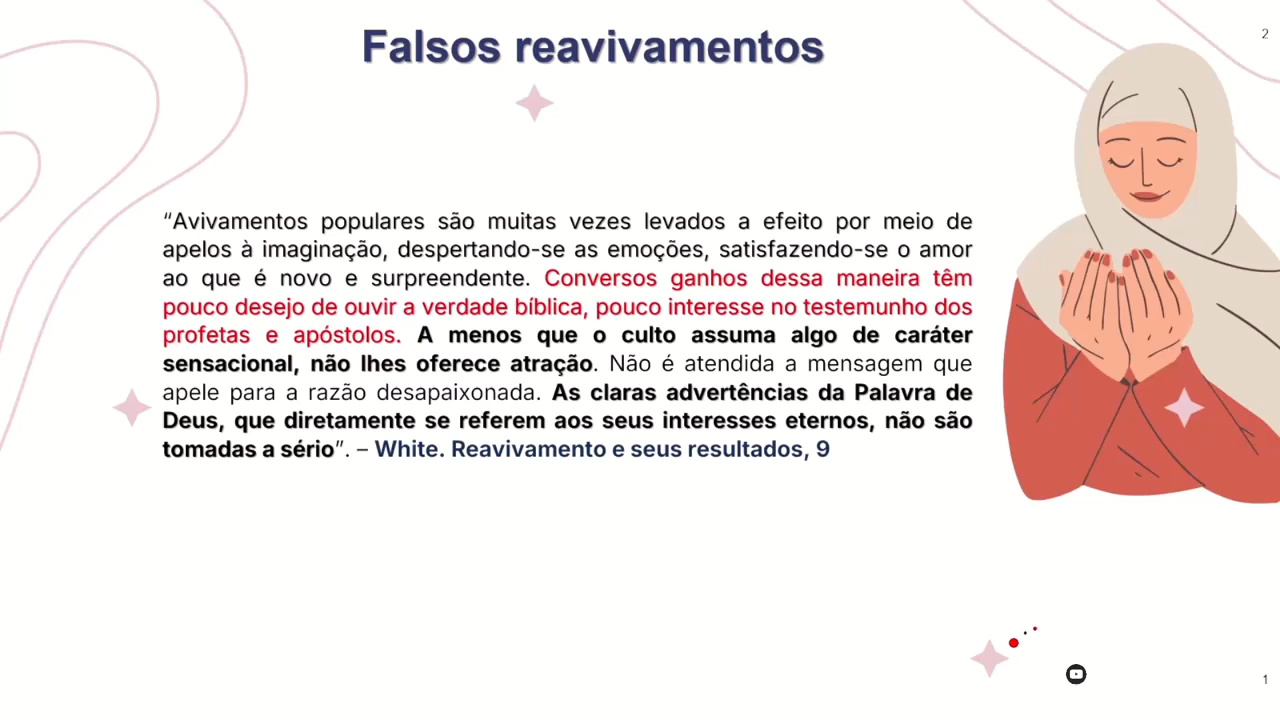 Falsos reavivamentos
2
“Avivamentos populares são muitas vezes levados a efeito por meio de
apelos à imaginação, despertando-se as emoções, satisfazendo-se o amor
ao que é novo e surpreendente. Conversos ganhos dessa maneira têm
pouco desejo de ouvir a verdade bíblica, pouco interesse no testemunho dos
profetas e apóstolos. A menos que o culto assuma algo de caráter
sensacional, não lhes oferece atração. Não é atendida a mensagem que
apele para a razão desapaixonada. As claras advertências da Palavra de
Deus, que diretamente se referem aos seus interesses eternos, não são
tomadas a sério”. – White. Reavivamento e seus resultados, 9
1